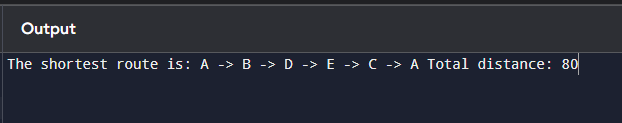 Output
The shortest route is: A -> B -> D -> E -> C -> A Total distance: 80